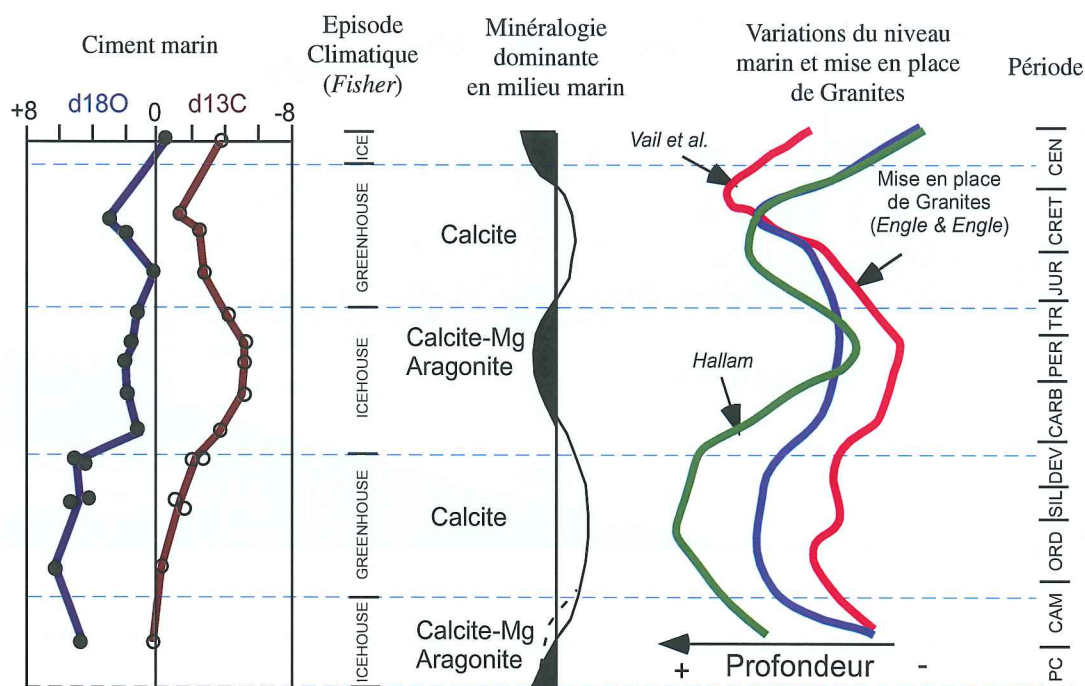 Ciment marin
d18O
d13C
+8
0
-8
Episode
Climatique
(Fisher)
ICE
GREENHOUSE
ICEHOUSE
GREENHOUSE
ICEHOUSE
Minéralogie
dominante
en milieu marin
Calcite
Calcite-Mg
Aragonite
Calcite
Calcite-Mg
Aragonite
Variations du niveau
marin et mise en place
de Granites
Vail et al.
Mise en place
de Granites
(Engle & Engle)
Hallam
+ Profondeur -
Période
CEN
CRET
JUR
TR
PER
CARB
DEV
SIL
ORD
CAM
PC